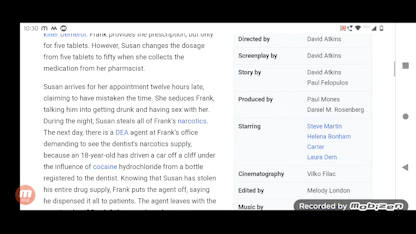 10:30
Killer Demerol. Frank provides the prescription, but only
for five tablets. However, Susan changes the dosage
from five tablets to fifty when she collects the
medication from her pharmacist.
Susan arrives for her appointment twelve hours late,
claiming to have mistaken the time. She seduces Frank,
talking him into getting drunk and having sex with her.
During the night, Susan steals all of Frank's narcotics.
The next day, there is a DEA agent at Frank's office
demanding to see the dentist's narcotics supply,
because an 18-year-old has driven a car off a cliff under
the influence of cocaine hydrochloride from a bottle
registered to the dentist. Knowing that Susan has stolen
his entire drug supply, Frank puts the agent off, saying
he dispensed it all to patients. The agent leaves with the
Directed by David Atkins
Screenplay by David Atkins
Story by David Atkins
Paul Felopulos
Produced by Paul Mones
Daniel M. Rosenberg
Starring Steve Martin
Helena Bonham
Carter
Laura Dern
Cinematography Vilko Filac
Edited by Melody London
Music by
Recorded by Mobizen